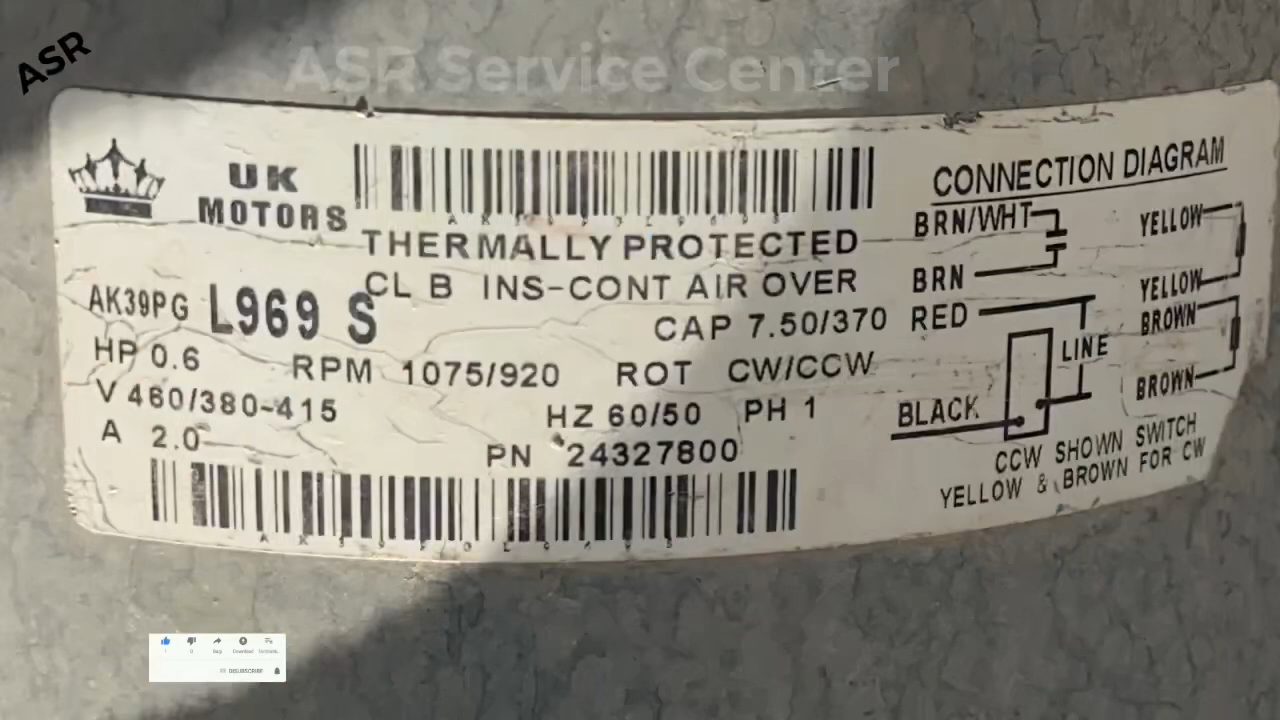 ASR
ASR Service Center
UK
MOTORS
THERMALLY PROTECTED
CL B INS-CONT AIR OVER
AK39PG L969 S
CAP 7.50/370
HP 0.6 RPM 1075/920 ROT CW/CCW
V 460/380-415 HZ 60/50 PH 1
A 2.0 PN 24327800
CONNECTION DIAGRAM
BRN/WHT
YELLOW
BRN
YELLOW
RED
BROWN
LINE
BROWN
BLACK
CCW SHOWN SWITCH
YELLOW & BROWN FOR CW
Download